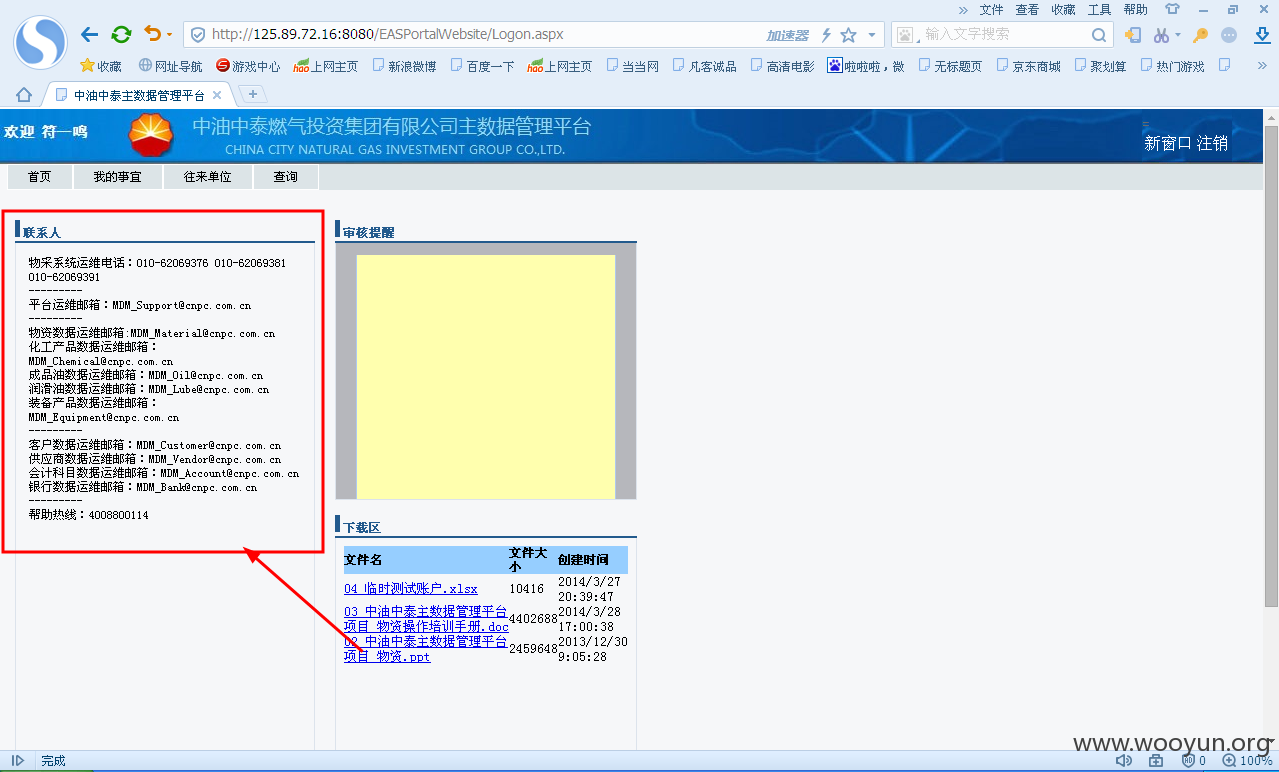 » 文件 查看 收藏 工具 帮助
http://125.89.72.16:8080/EASPortalWebsite/Logon.aspx 加速器 输入文字搜索
收藏 网址导航 游戏中心 上网主页 新浪微博 百度一下 上网主页 当当网 凡客诚品 高清电影 啦啦啦，微 无标题页 京东商城 聚划算 热门游戏 »
中油中泰主数据管理平台
欢迎 符一鸣
中油中泰燃气投资集团有限公司主数据管理平台
CHINA CITY NATURAL GAS INVESTMENT GROUP CO.,LTD.
新窗口 注销
首页 我的事宜 往来单位 查询
联系人
物采系统运维电话：010-62069376 010-62069381
010-62069391
---------
平台运维邮箱：MDM_Support@cnpc.com.cn
---------
物资数据运维邮箱:MDM_Material@cnpc.com.cn
化工产品数据运维邮箱：
MDM_Chemical@cnpc.com.cn
成品油数据运维邮箱：MDM_Oil@cnpc.com.cn
润滑油数据运维邮箱：MDM_Lube@cnpc.com.cn
装备产品数据运维邮箱：
MDM_Equipment@cnpc.com.cn
---------
客户数据运维邮箱：MDM_Customer@cnpc.com.cn
供应商数据运维邮箱：MDM_Vendor@cnpc.com.cn
会计科目数据运维邮箱：MDM_Account@cnpc.com.cn
银行数据运维邮箱：MDM_Bank@cnpc.com.cn
---------
帮助热线：4008800114
审核提醒
下载区
文件名 文件大小 创建时间
04_临时测试账户.xlsx 10416 2014/3/27 20:39:47
03_中油中泰主数据管理平台
项目_物资操作培训手册.doc 4402688 2014/3/28 17:00:38
02_中油中泰主数据管理平台
项目_物资.ppt 2459648 2013/12/30 9:05:28
www.wooyun.org
完成 0 100%